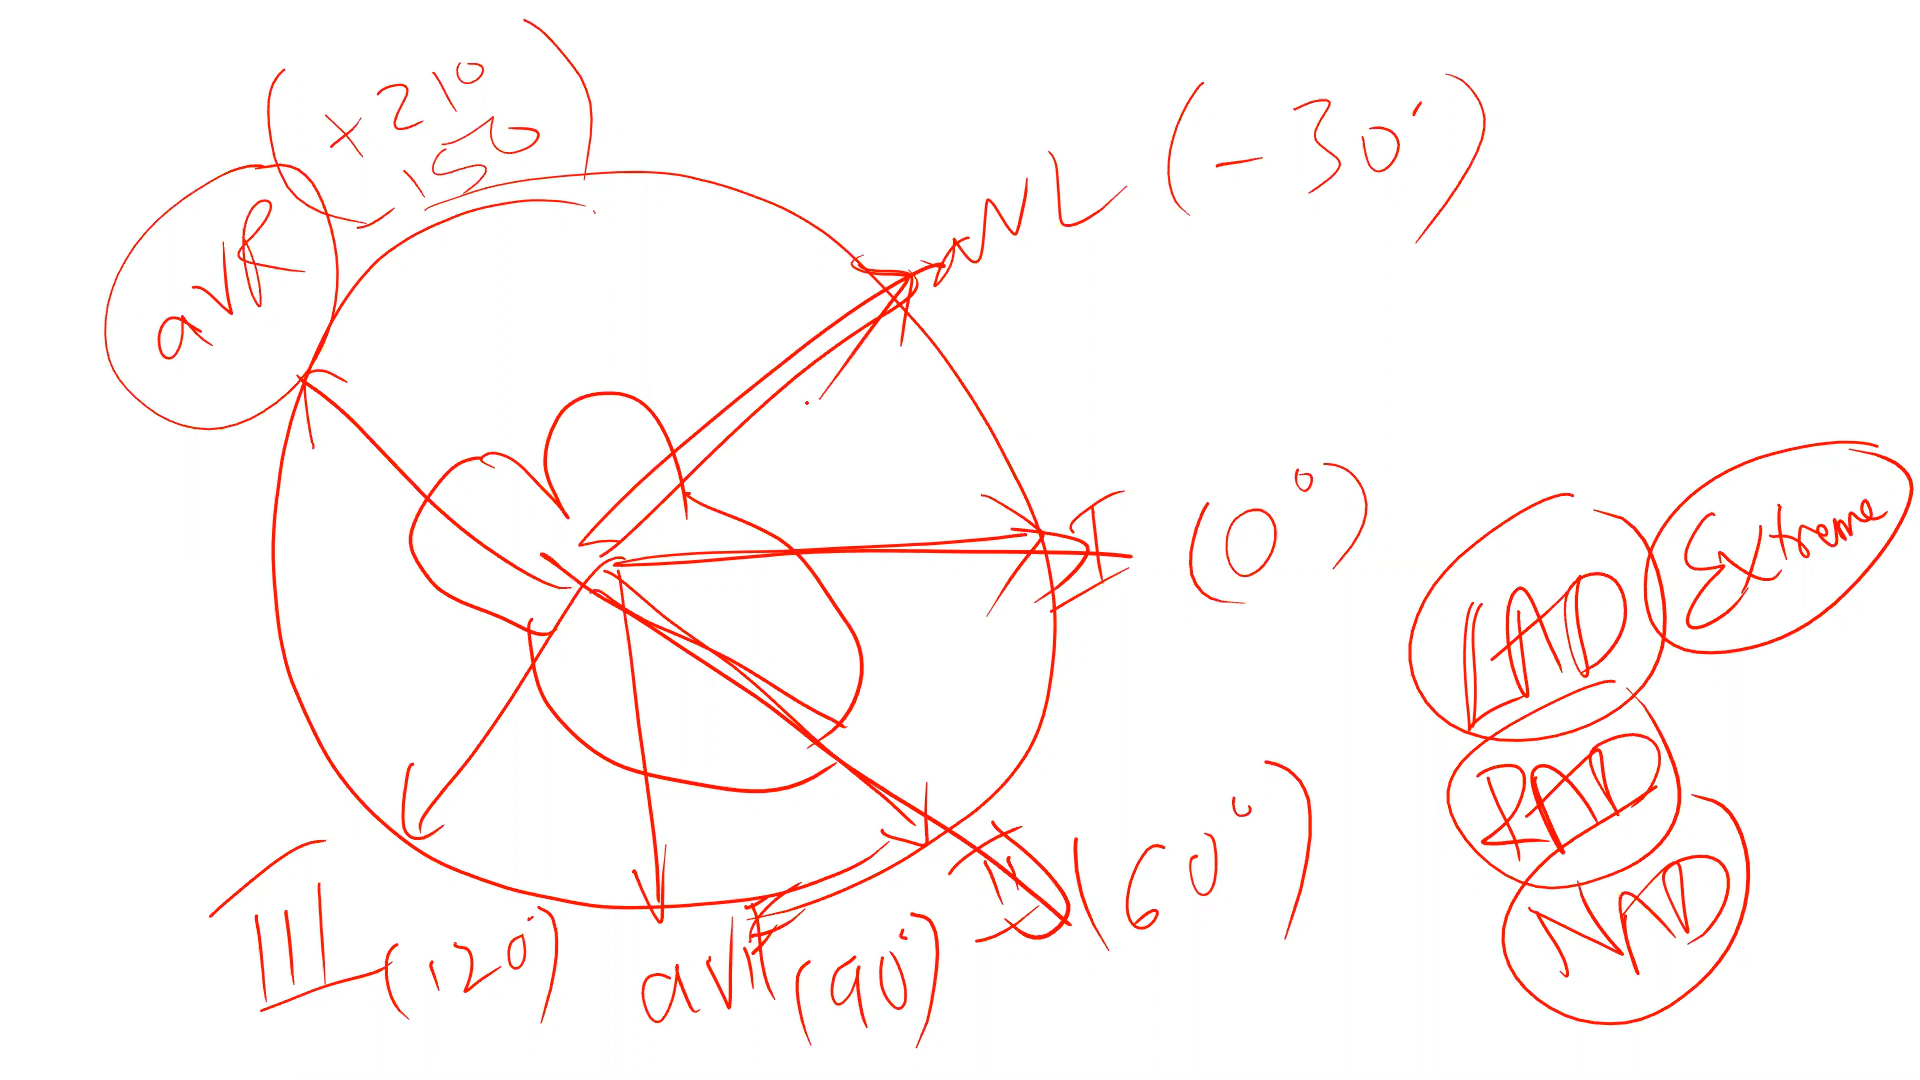 (+210
-150)
aVR
aVL (-30°)
I (0°)
Extreme
LAD
RAD
NAD
II (60°)
III (120°)
aVF (90°)